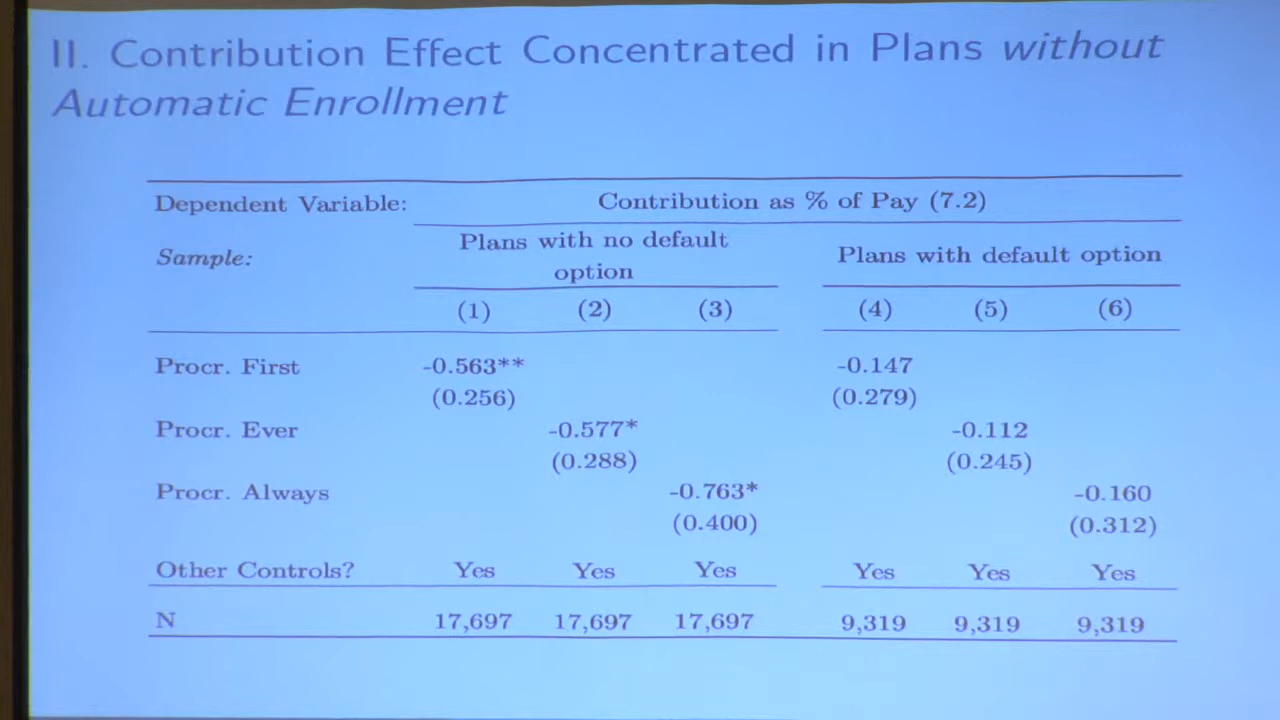 II. Contribution Effect Concentrated in Plans without
Automatic Enrollment
Dependent Variable: Contribution as % of Pay (7.2)
Sample: Plans with no default option Plans with default option
(1) (2) (3) (4) (5) (6)
Procr. First -0.563** -0.147
(0.256) (0.279)
Procr. Ever -0.577* -0.112
(0.288) (0.245)
Procr. Always -0.763* -0.160
(0.400) (0.312)
Other Controls? Yes Yes Yes Yes Yes Yes
N 17,697 17,697 17,697 9,319 9,319 9,319